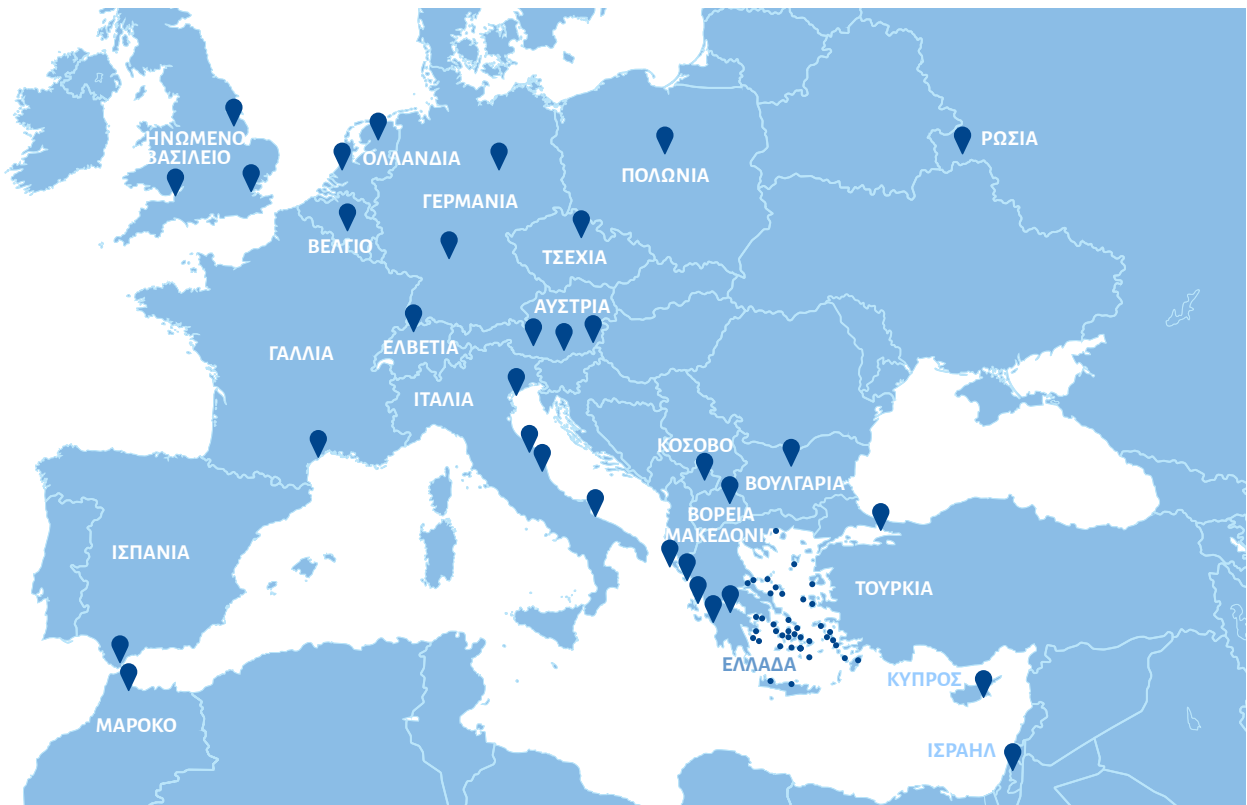 ΗΝΩΜΕΝΟ
ΒΑΣΙΛΕΙΟ
ΟΛΛΑΝΔΙΑ
ΡΩΣΙΑ
ΠΟΛΩΝΙΑ
ΓΕΡΜΑΝΙΑ
ΒΕΛΓΙΟ
ΤΣΕΧΙΑ
ΑΥΣΤΡΙΑ
ΕΛΒΕΤΙΑ
ΓΑΛΛΙΑ
ΙΤΑΛΙΑ
ΚΟΣΟΒΟ
ΒΟΥΛΓΑΡΙΑ
ΒΟΡΕΙΑ
ΜΑΚΕΔΟΝΙΑ
ΙΣΠΑΝΙΑ
ΤΟΥΡΚΙΑ
ΕΛΛΑΔΑ
ΚΥΠΡΟΣ
ΜΑΡΟΚΟ
ΙΣΡΑΗΛ